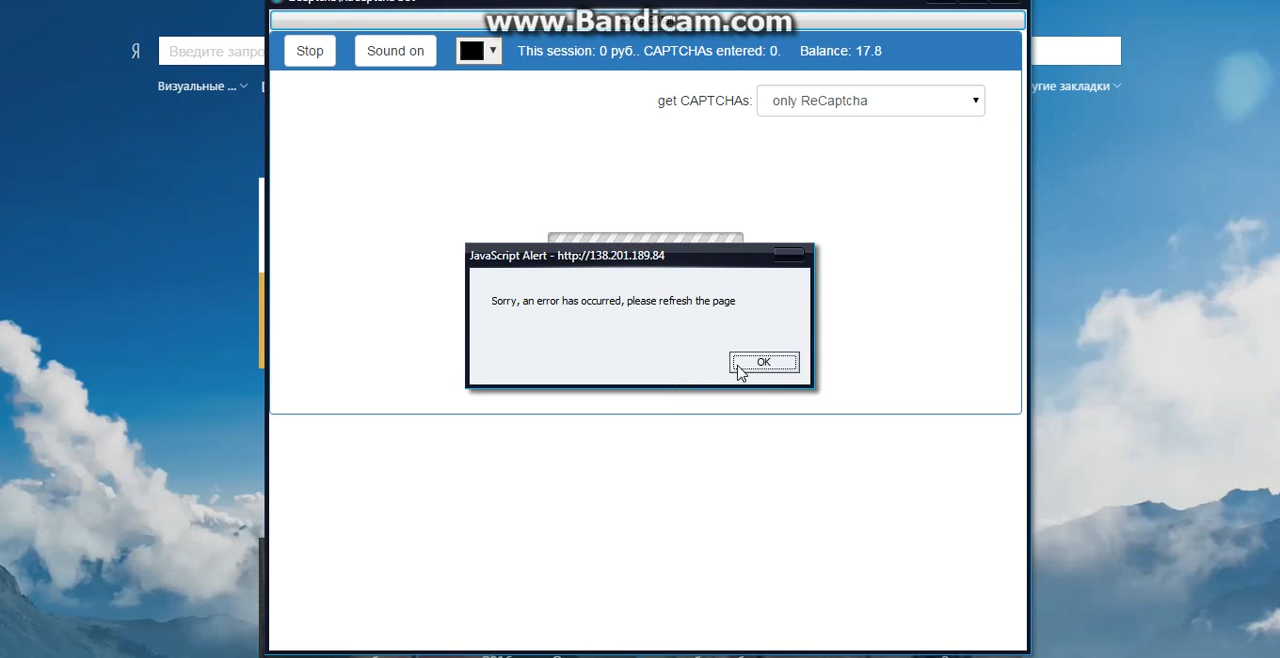 www.Bandicam.com
Stop
Sound on
This session: 0 руб.. CAPTCHAs entered: 0.
Balance: 17.8
Я
Введите запро
Визуальные ...
угие закладки
get CAPTCHAs:
only ReCaptcha
JavaScript Alert - http://138.201.189.84
Sorry, an error has occurred, please refresh the page
OK